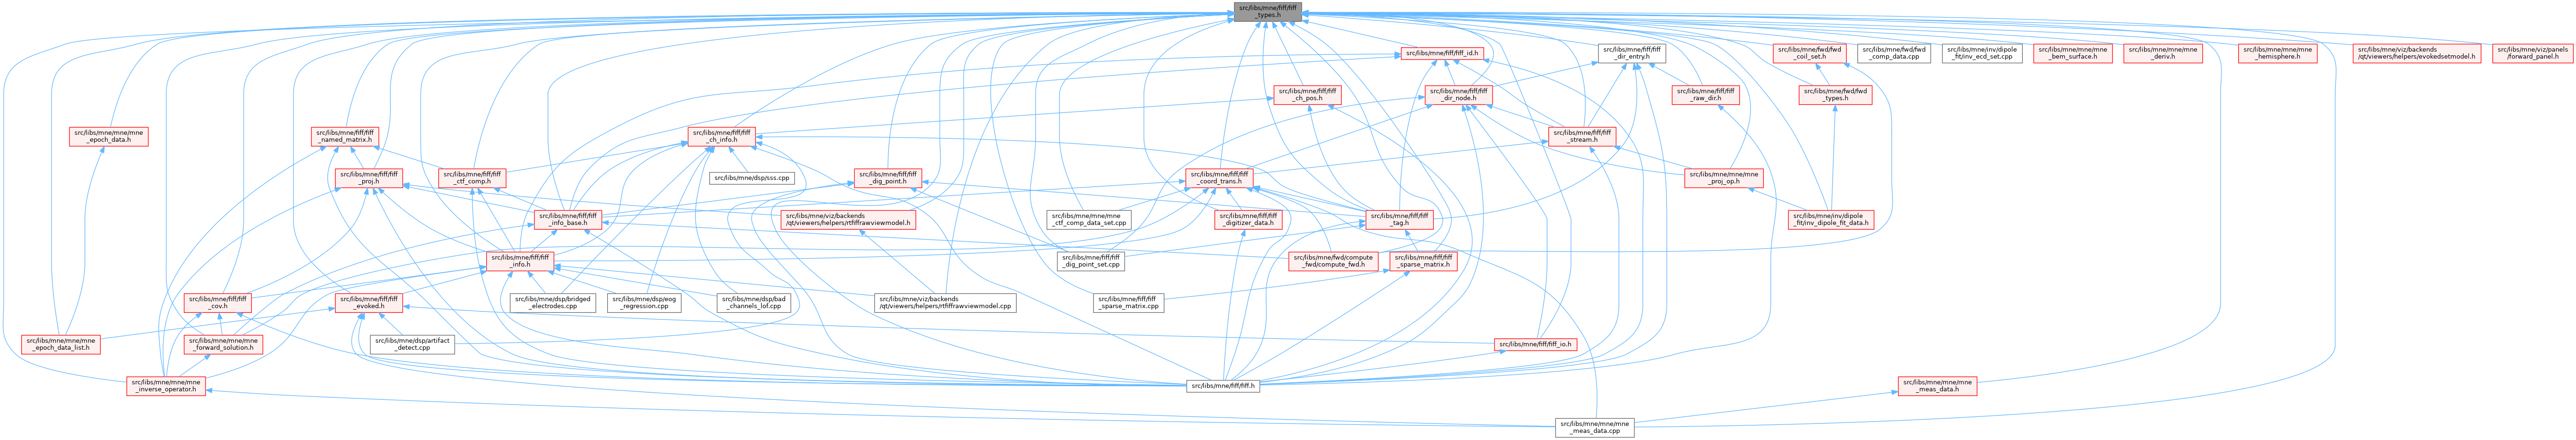 src/libs/mne/fiff/fiff
_types.h
src/libs/mne/fiff/fiff_id.h
src/libs/mne/fiff/fiff
_dir_entry.h
src/libs/mne/fwd/fwd
_coil_set.h
src/libs/mne/fwd/fwd
_comp_data.cpp
src/libs/mne/inv/dipole
_fit/inv_ecd_set.cpp
src/libs/mne/mne/mne
_bem_surface.h
src/libs/mne/mne/mne
_deriv.h
src/libs/mne/mne/mne
_hemisphere.h
src/libs/mne/viz/backends
/qt/viewers/helpers/evokedsetmodel.h
src/libs/mne/viz/panels
/forward_panel.h
src/libs/mne/fiff/fiff
_ch_pos.h
src/libs/mne/fiff/fiff
_dir_node.h
src/libs/mne/fiff/fiff
_raw_dir.h
src/libs/mne/fwd/fwd
_types.h
src/libs/mne/mne/mne
_epoch_data.h
src/libs/mne/fiff/fiff
_named_matrix.h
src/libs/mne/fiff/fiff
_ch_info.h
src/libs/mne/fiff/fiff
_stream.h
src/libs/mne/fiff/fiff
_proj.h
src/libs/mne/fiff/fiff
_ctf_comp.h
src/libs/mne/dsp/sss.cpp
src/libs/mne/fiff/fiff
_dig_point.h
src/libs/mne/fiff/fiff
_coord_trans.h
src/libs/mne/mne/mne
_proj_op.h
src/libs/mne/fiff/fiff
_info_base.h
src/libs/mne/viz/backends
/qt/viewers/helpers/rtfiffrawviewmodel.h
src/libs/mne/mne/mne
_ctf_comp_data_set.cpp
src/libs/mne/fiff/fiff
_digitizer_data.h
src/libs/mne/fiff/fiff
_tag.h
src/libs/mne/inv/dipole
_fit/inv_dipole_fit_data.h
src/libs/mne/fiff/fiff
_info.h
src/libs/mne/fiff/fiff
_dig_point_set.cpp
src/libs/mne/fwd/compute
_fwd/compute_fwd.h
src/libs/mne/fiff/fiff
_sparse_matrix.h
src/libs/mne/fiff/fiff
_cov.h
src/libs/mne/fiff/fiff
_evoked.h
src/libs/mne/dsp/bridged
_electrodes.cpp
src/libs/mne/dsp/eog
_regression.cpp
src/libs/mne/dsp/bad
_channels_lof.cpp
src/libs/mne/viz/backends
/qt/viewers/helpers/rtfiffrawviewmodel.cpp
src/libs/mne/fiff/fiff
_sparse_matrix.cpp
src/libs/mne/mne/mne
_epoch_data_list.h
src/libs/mne/mne/mne
_forward_solution.h
src/libs/mne/dsp/artifact
_detect.cpp
src/libs/mne/fiff/fiff_io.h
src/libs/mne/mne/mne
_inverse_operator.h
src/libs/mne/fiff/fiff.h
src/libs/mne/mne/mne
_meas_data.h
src/libs/mne/mne/mne
_meas_data.cpp